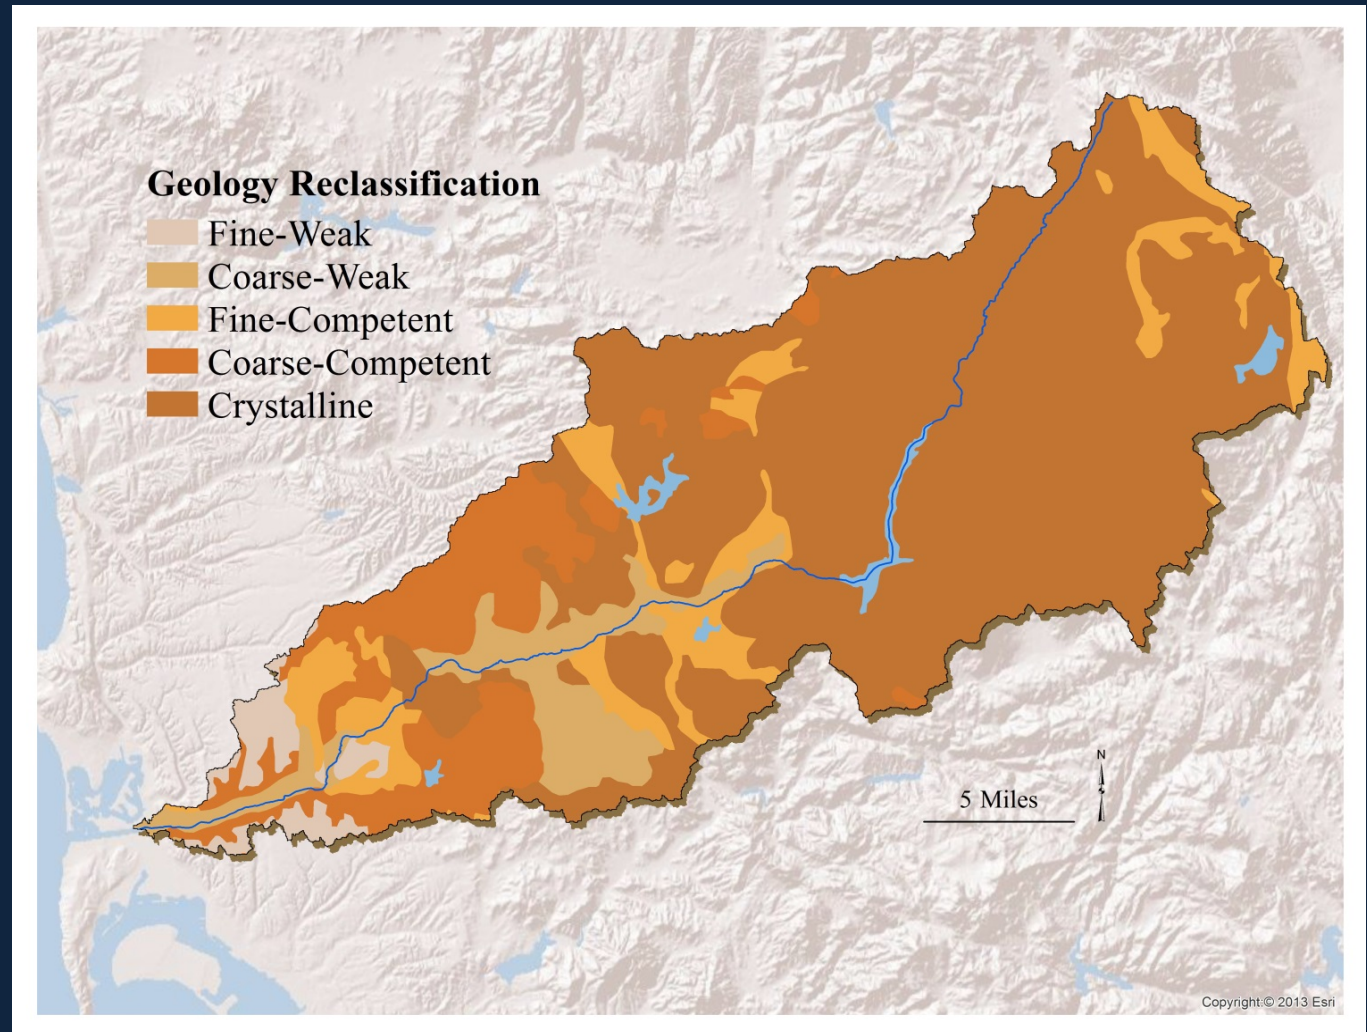 Geology Reclassification
Fine-Weak
Coarse-Weak
Fine-Competent
Coarse-Competent
Crystalline
N
5 Miles
Copyright:© 2013 Esri